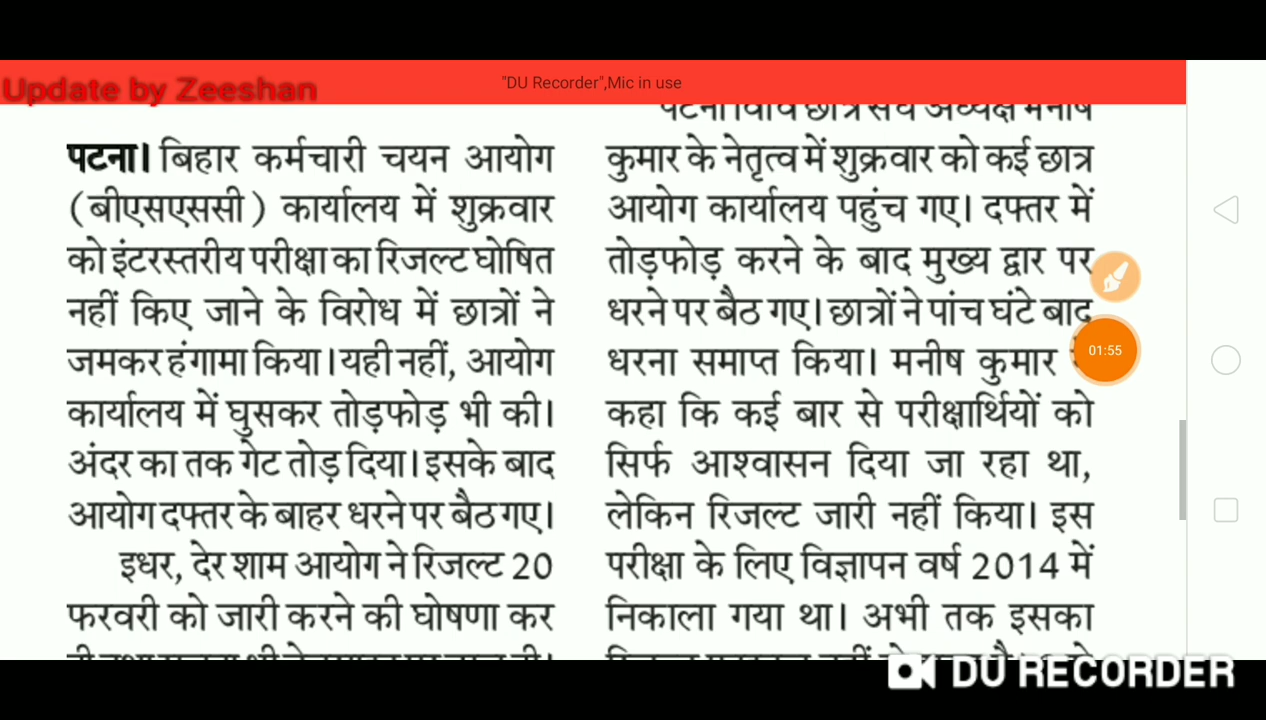 "DU Recorder",Mic in use
Update by Zeeshan
पटना। बिहार कर्मचारी चयन आयोग
(बीएसएससी) कार्यालय में शुक्रवार
को इंटरस्तरीय परीक्षा का रिजल्ट घोषित
नहीं किए जाने के विरोध में छात्रों ने
जमकर हंगामा किया। यही नहीं, आयोग
कार्यालय में घुसकर तोड़फोड़ भी की।
अंदर का तक गेट तोड़ दिया। इसके बाद
आयोग दफ्तर के बाहर धरने पर बैठ गए।
इधर, देर शाम आयोग ने रिजल्ट 20
फरवरी को जारी करने की घोषणा कर
पटना विवि छात्र संघ अध्यक्ष मनीष
कुमार के नेतृत्व में शुक्रवार को कई छात्र
आयोग कार्यालय पहुंच गए। दफ्तर में
तोड़फोड़ करने के बाद मुख्य द्वार पर
धरने पर बैठ गए। छात्रों ने पांच घंटे बाद
धरना समाप्त किया। मनीष कुमार
कहा कि कई बार से परीक्षार्थियों को
सिर्फ आश्वासन दिया जा रहा था,
लेकिन रिजल्ट जारी नहीं किया। इस
परीक्षा के लिए विज्ञापन वर्ष 2014 में
निकाला गया था। अभी तक इसका
01:55
DU RECORDER